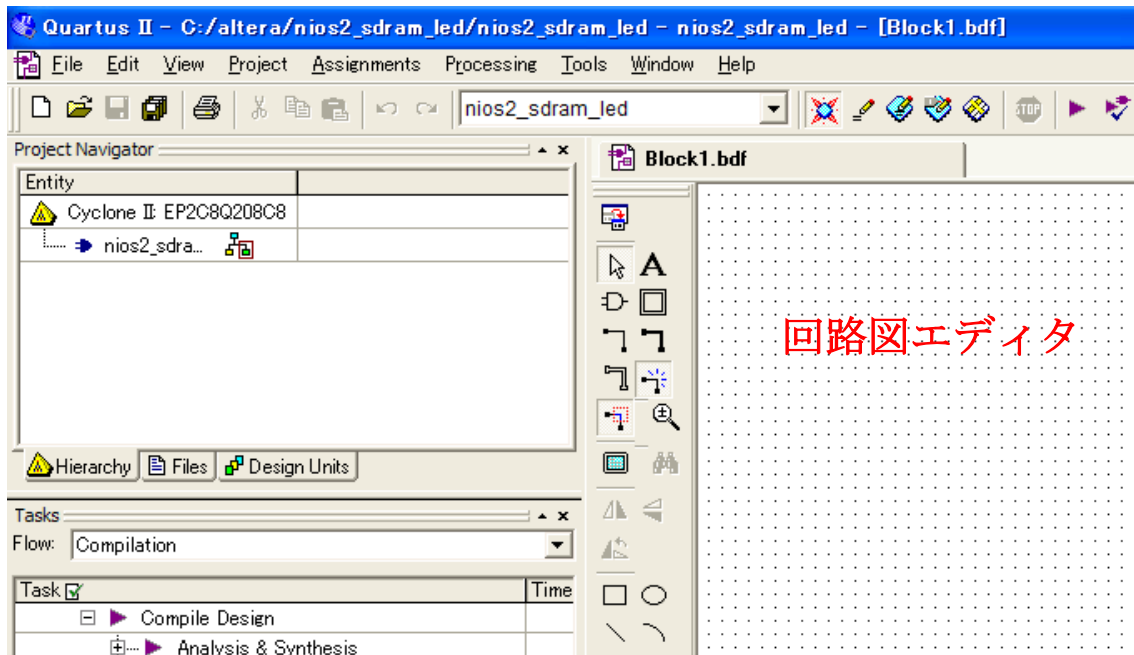 Quartus II - C:/altera/nios2_sdram_led/nios2_sdram_led - nios2_sdram_led - [Block1.bdf]
File Edit View Project Assignments Processing Tools Window Help
nios2_sdram_led
STOP
Project Navigator
Block1.bdf
Entity
Cyclone II: EP2C8Q208C8
nios2_sdra...
A
回路図エディタ
Hierarchy Files Design Units
Tasks
Flow: Compilation
Task Time
Compile Design
Analysis & Synthesis